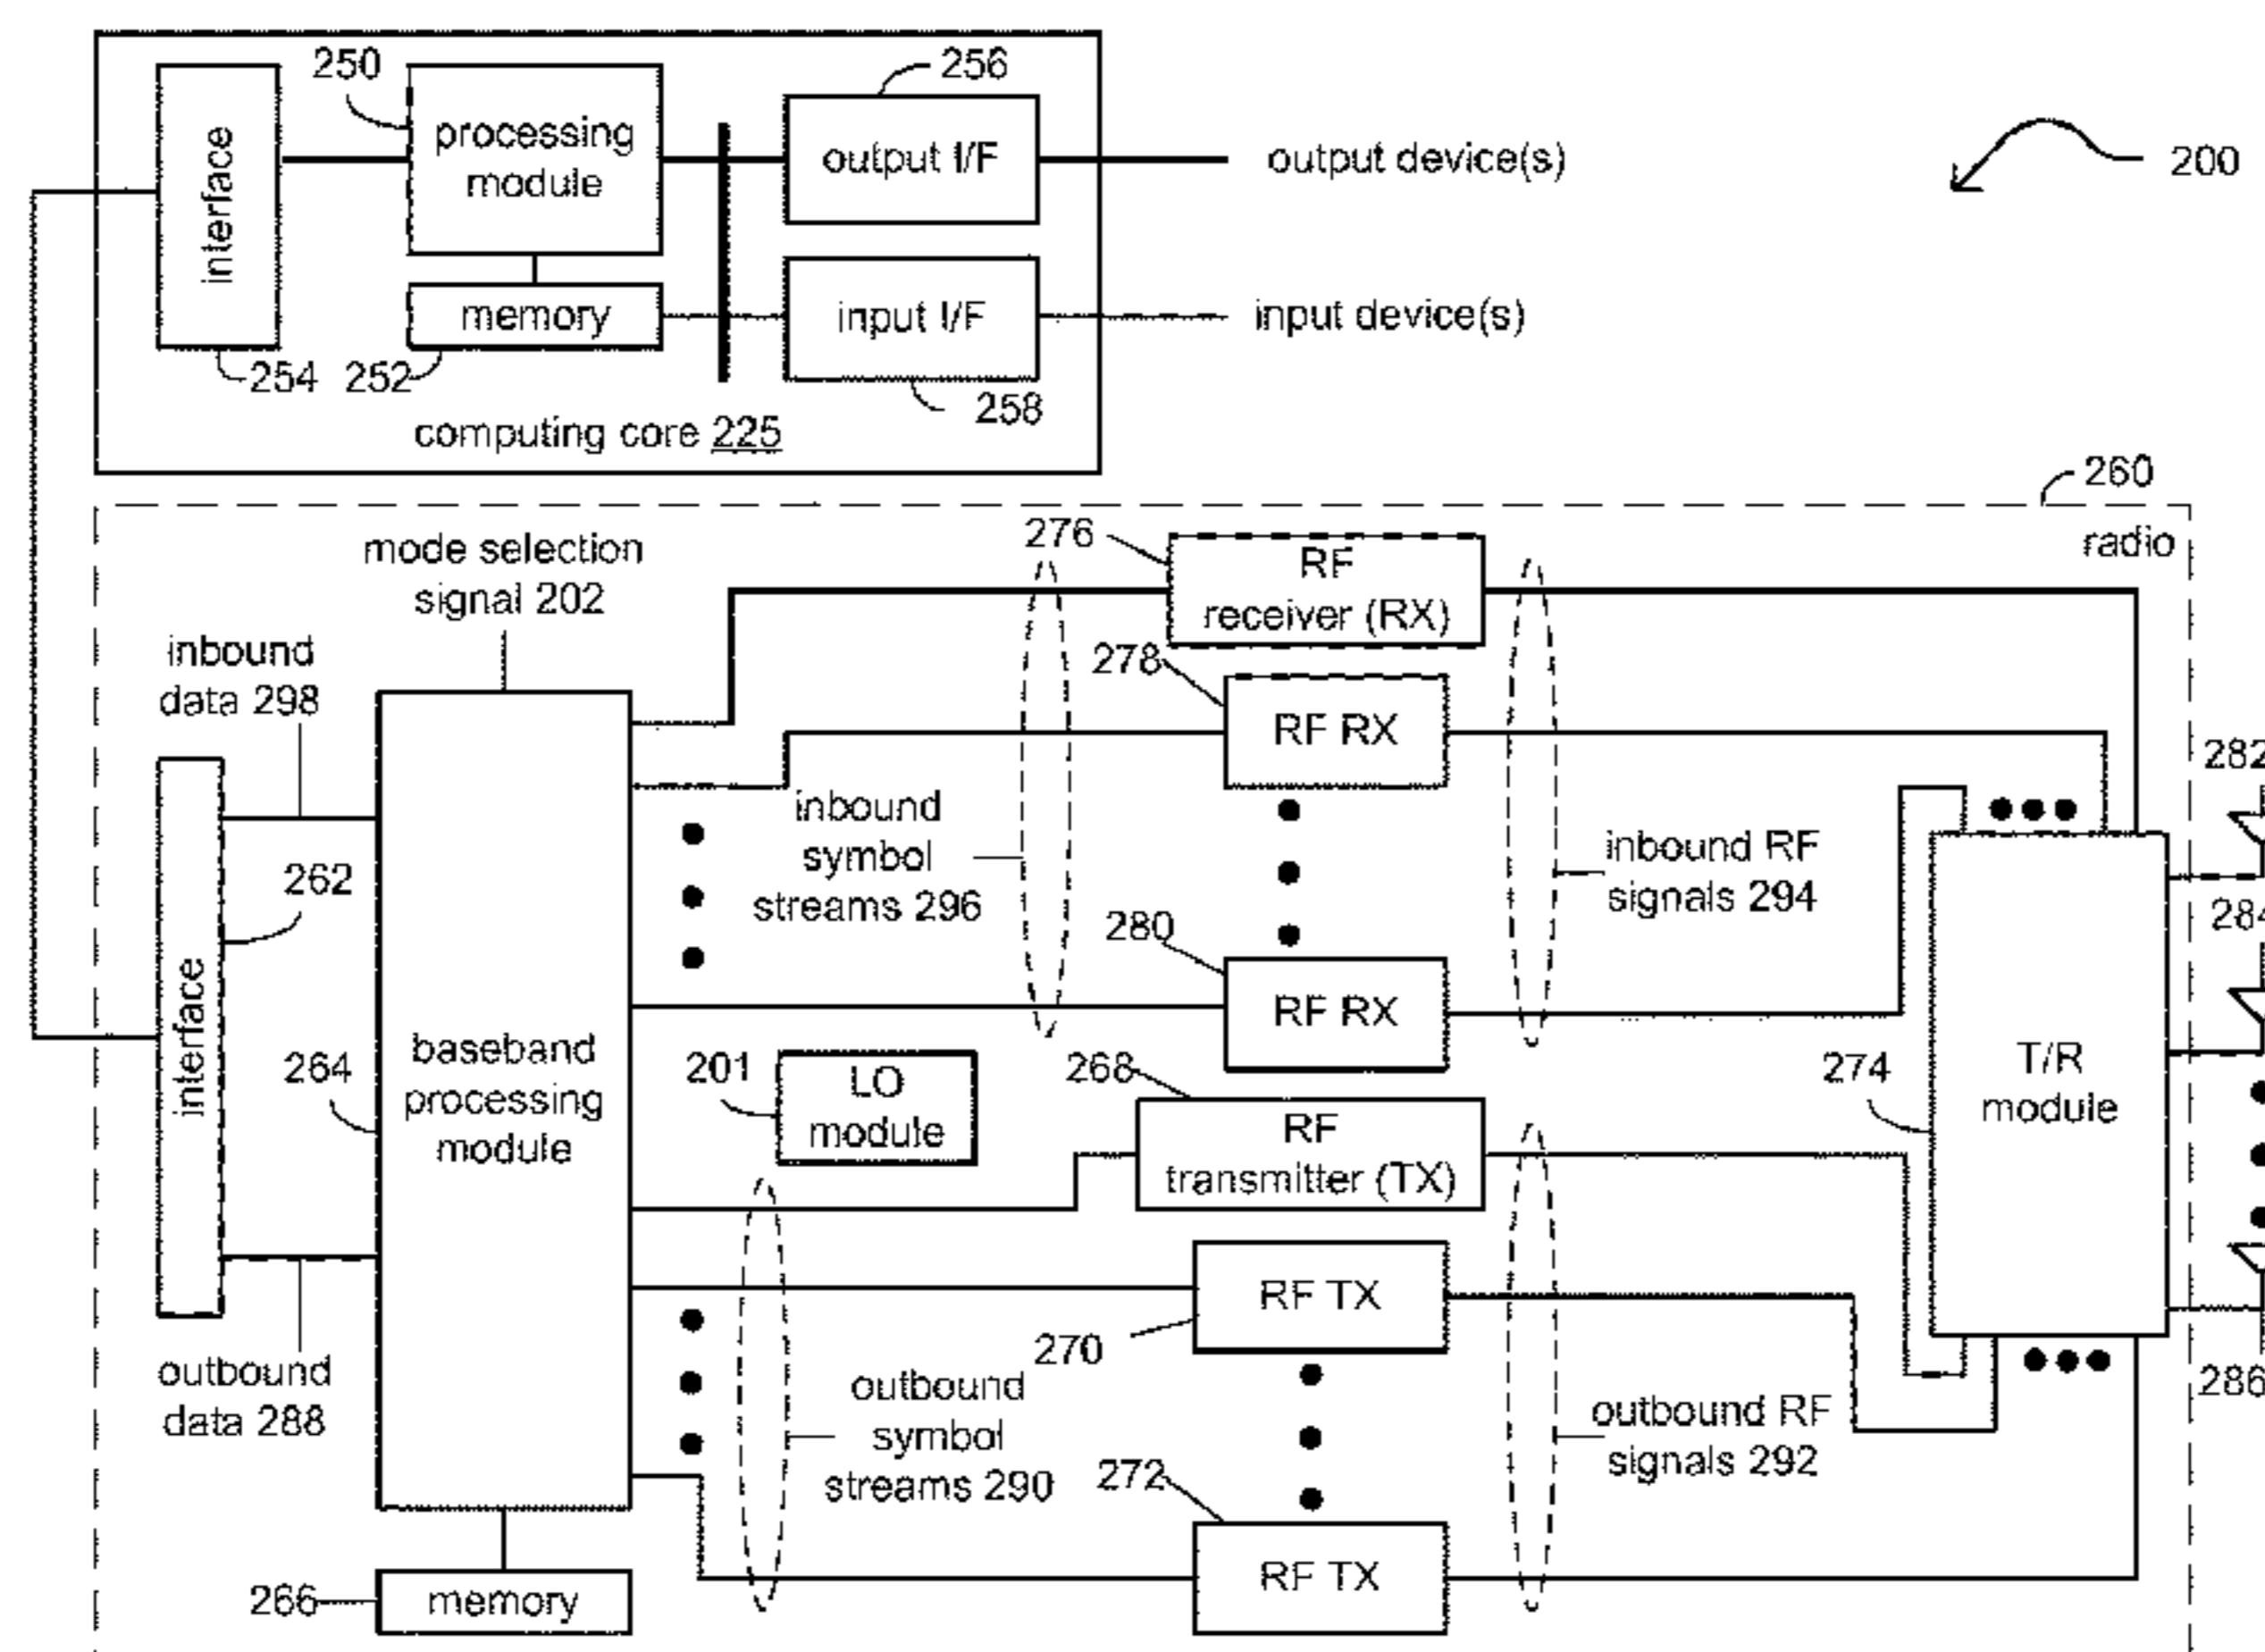 250
256
interface
processing
module
output I/F
output device(s)
200
memory
input I/F
input device(s)
254
252
258
computing core 225
260
radio
mode selection
signal 202
276
RF
receiver (RX)
inbound
data 298
278
RF RX
282
inbound
symbol
streams 296
inbound RF
signals 294
262
284
280
RF RX
interface
264
baseband
processing
module
201
LO
module
268
RF
transmitter (TX)
274
T/R
module
RF TX
270
outbound
data 288
outbound
symbol
streams 290
outbound RF
signals 292
286
272
RF TX
266
memory